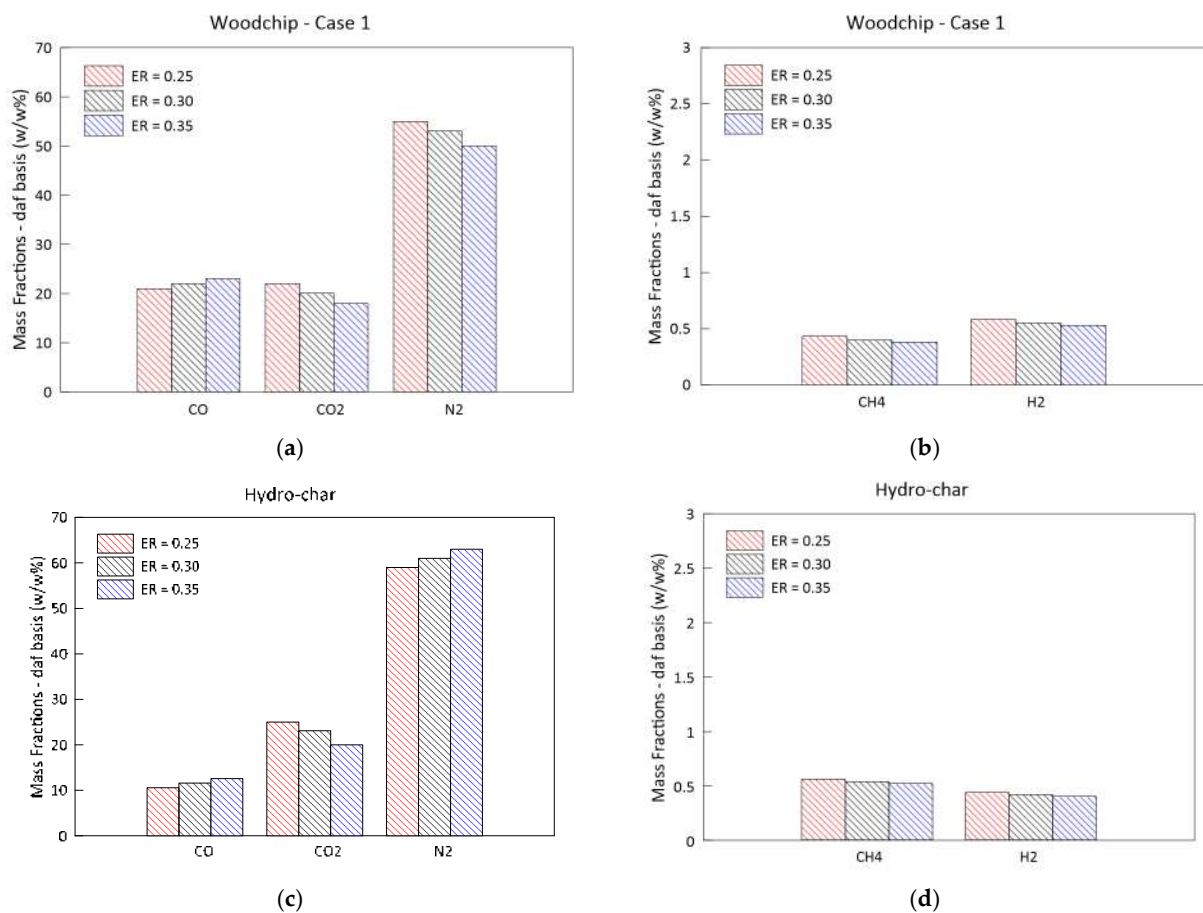 Woodchip - Case 1
Mass Fractions - daf basis (w/w%)
70
60
50
40
30
20
10
0
ER = 0.25
ER = 0.30
ER = 0.35
CO
CO2
N2
(a)
Woodchip - Case 1
Mass Fractions - daf basis (w/w%)
3
2.5
2
1.5
1
0.5
0
ER = 0.25
ER = 0.30
ER = 0.35
CH4
H2
(b)
Hydro-char
Mass Fractions - daf basis (w/w%)
70
60
50
40
30
20
10
0
ER = 0.25
ER = 0.30
ER = 0.35
CO
CO2
N2
(c)
Hydro-char
Mass Fractions - daf basis (w/w%)
3
2.5
2
1.5
1
0.5
0
ER = 0.25
ER = 0.30
ER = 0.35
CH4
H2
(d)